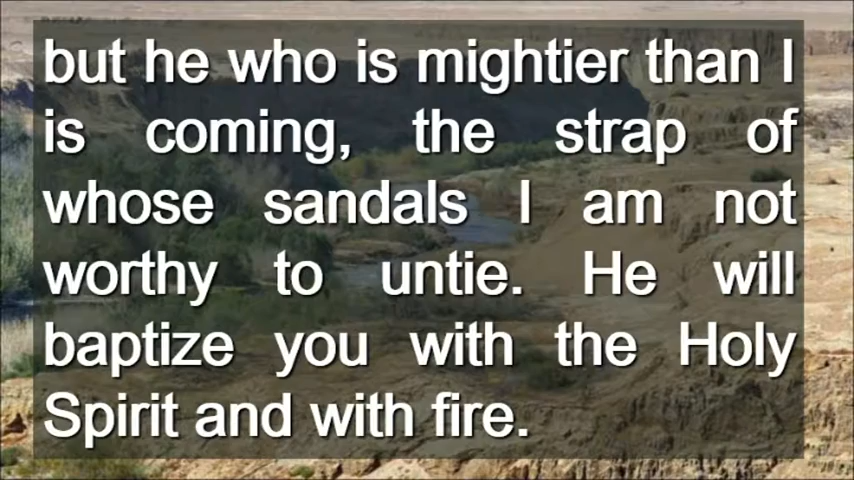 but he who is mightier than I
is coming, the strap of
whose sandals I am not
worthy to untie. He will
baptize you with the Holy
Spirit and with fire.